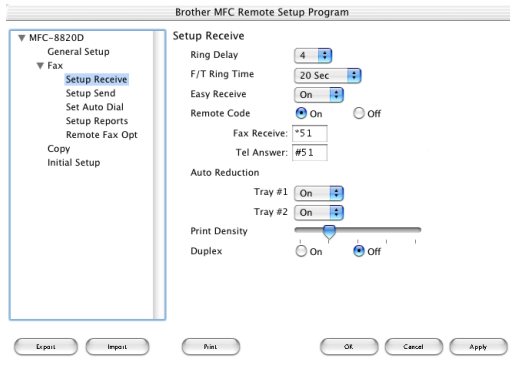 Brother MFC Remote Setup Program
MFC-8820D
General Setup
Fax
Setup Receive
Setup Send
Set Auto Dial
Setup Reports
Remote Fax Opt
Copy
Initial Setup
Setup Receive
Ring Delay 4
F/T Ring Time 20 Sec
Easy Receive On
Remote Code On Off
Fax Receive: *51
Tel Answer: #51
Auto Reduction
Tray #1 On
Tray #2 On
Print Density
Duplex On Off
Export Import Print OK Cancel Apply